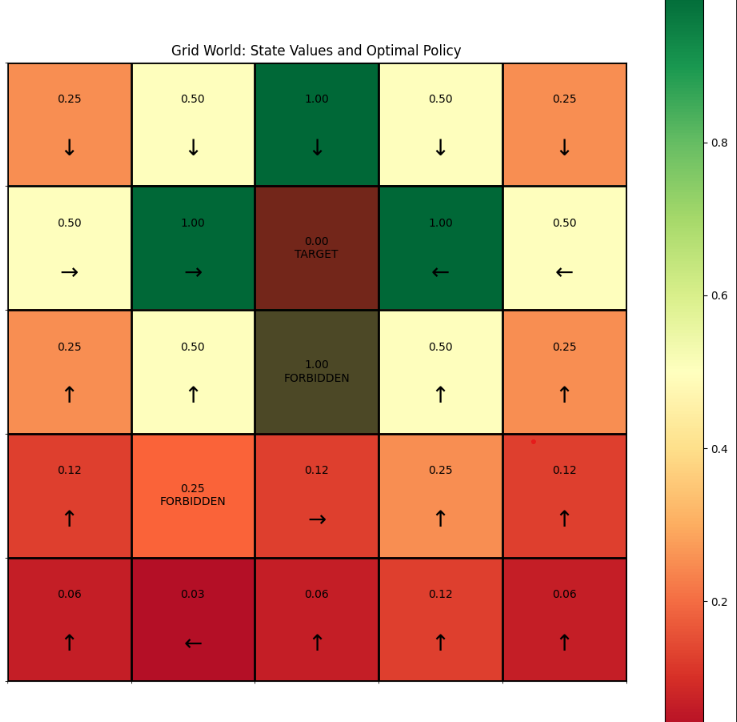 Grid World: State Values and Optimal Policy
0.25 0.50 1.00 0.50 0.25
↓ ↓ ↓ ↓ ↓
0.50 1.00 0.00 1.00 0.50
TARGET
→ → ← ←
0.25 0.50 1.00 0.50 0.25
FORBIDDEN
↑ ↑ ↑ ↑
0.12 0.25 0.12 0.25 0.12
FORBIDDEN
↑ → ↑ ↑
0.06 0.03 0.06 0.12 0.06
↑ ← ↑ ↑ ↑
0.8
0.6
0.4
0.2